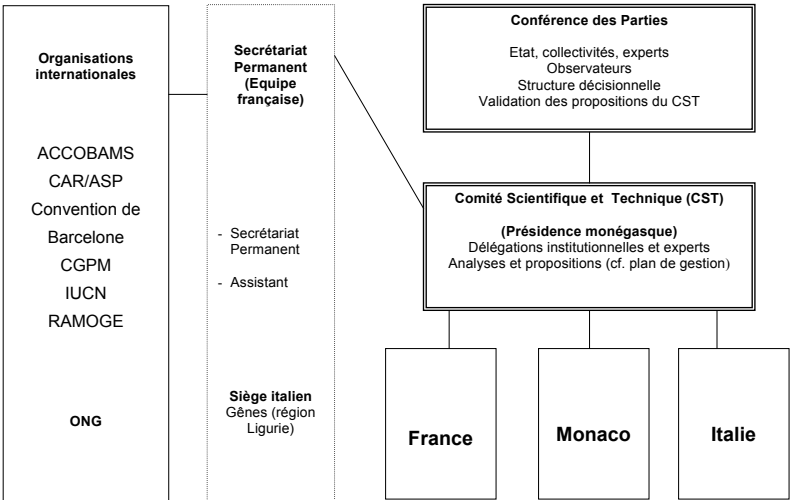 Organisations
internationales
ACCOBAMS
CAR/ASP
Convention de
Barcelone
CGPM
IUCN
RAMOGE
ONG
Secrétariat
Permanent
(Equipe
française)
- Secrétariat
Permanent
- Assistant
Siège italien
Gênes (région
Ligurie)
Conférence des Parties
Etat, collectivités, experts
Observateurs
Structure décisionnelle
Validation des propositions du CST
Comité Scientifique et Technique (CST)
(Présidence monégasque)
Délégations institutionnelles et experts
Analyses et propositions (cf. plan de gestion)
France
Monaco
Italie